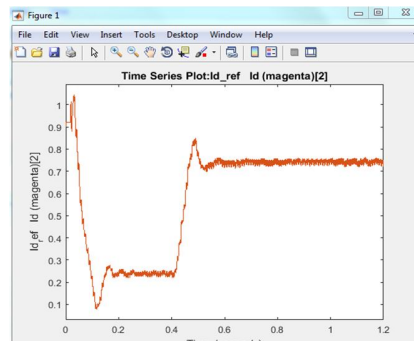 Figure 1
File Edit View Insert Tools Desktop Window Help
Time Series Plot:Id_ref Id (magenta)[2]
Id_ref Id (magenta)[2]
1
0.9
0.8
0.7
0.6
0.5
0.4
0.3
0.2
0.1
0 0.2 0.4 0.6 0.8 1 1.2